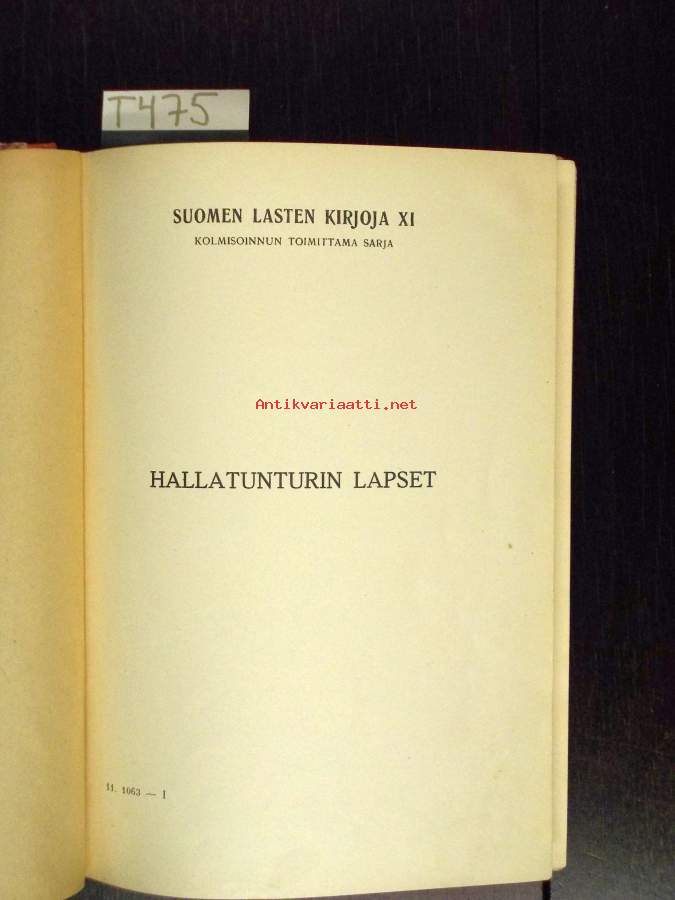 T475
SUOMEN LASTEN KIRJOJA XI
KOLMISOINNUN TOIMITTAMA SARJA
Antikvariaatti.net
HALLATUNTURIN LAPSET
11. 1063 — I